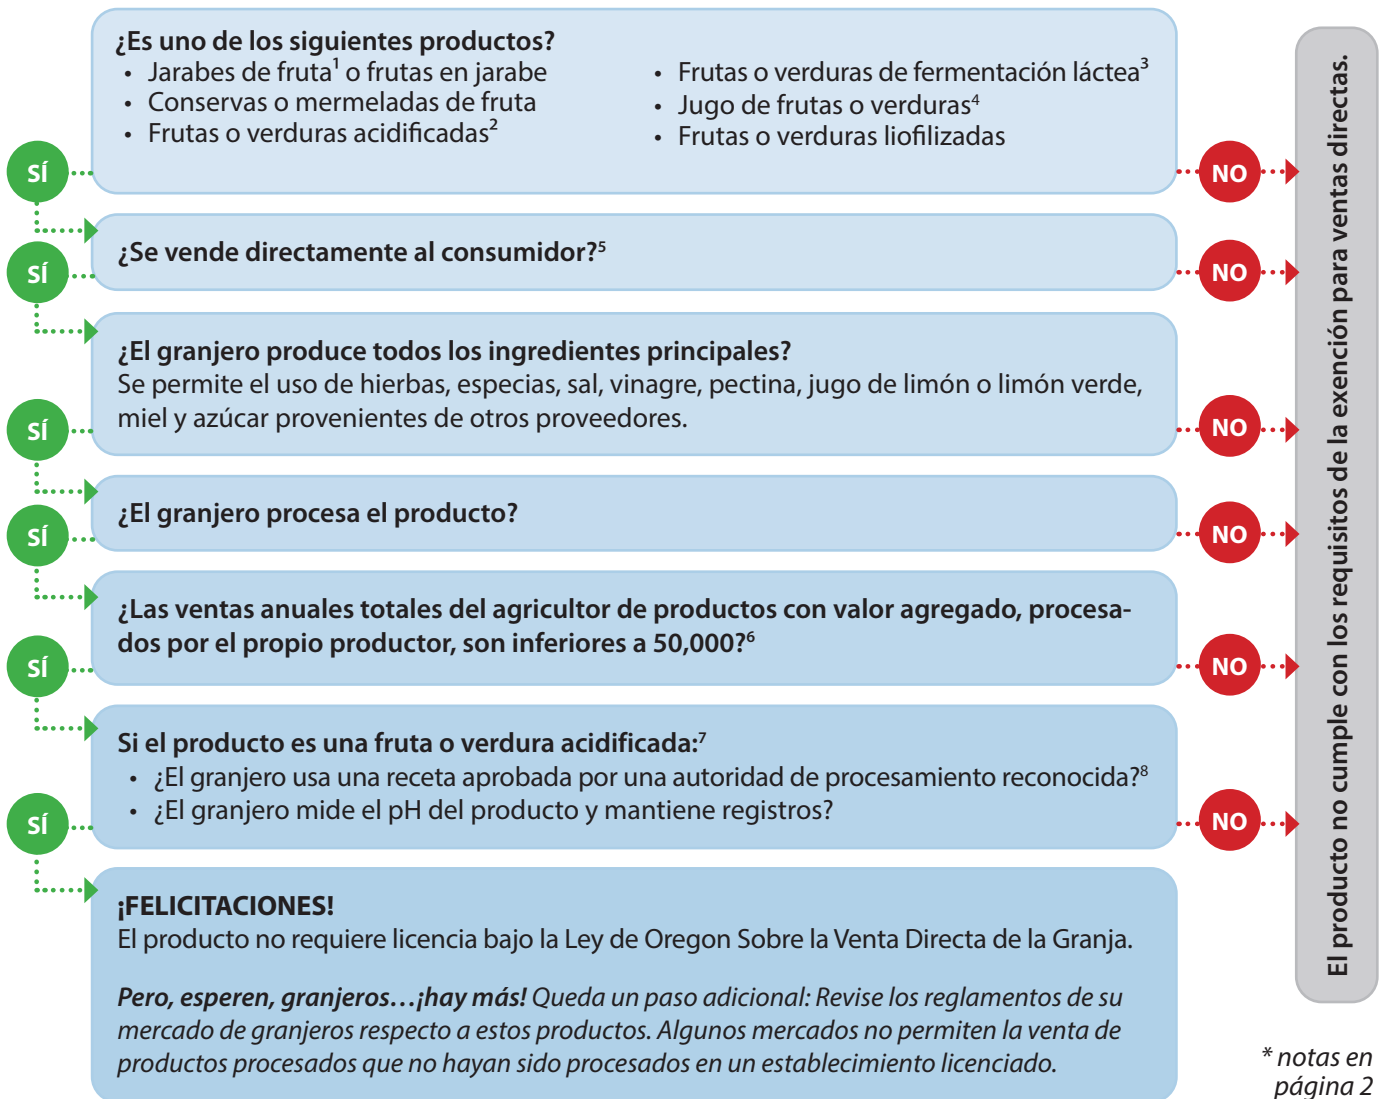 ¿Es uno de los siguientes productos?
• Jarabes de fruta¹ o frutas en jarabe
• Conservas o mermeladas de fruta
• Frutas o verduras acidificadas²
• Frutas o verduras de fermentación láctea³
• Jugo de frutas o verduras⁴
• Frutas o verduras liofilizadas
SÍ
NO
¿Se vende directamente al consumidor?⁵
SÍ
NO
¿El granjero produce todos los ingredientes principales?
Se permite el uso de hierbas, especias, sal, vinagre, pectina, jugo de limón o limón verde,
miel y azúcar provenientes de otros proveedores.
SÍ
NO
¿El granjero procesa el producto?
SÍ
NO
¿Las ventas anuales totales del agricultor de productos con valor agregado, procesa-
dos por el propio productor, son inferiores a 50,000?⁶
SÍ
NO
Si el producto es una fruta o verdura acidificada:⁷
• ¿El granjero usa una receta aprobada por una autoridad de procesamiento reconocida?⁸
• ¿El granjero mide el pH del producto y mantiene registros?
SÍ
NO
¡FELICITACIONES!
El producto no requiere licencia bajo la Ley de Oregon Sobre la Venta Directa de la Granja.
Pero, esperen, granjeros…¡hay más! Queda un paso adicional: Revise los reglamentos de su
mercado de granjeros respecto a estos productos. Algunos mercados no permiten la venta de
productos procesados que no hayan sido procesados en un establecimiento licenciado.
El producto no cumple con los requisitos de la exención para ventas directas.
* notas en
página 2